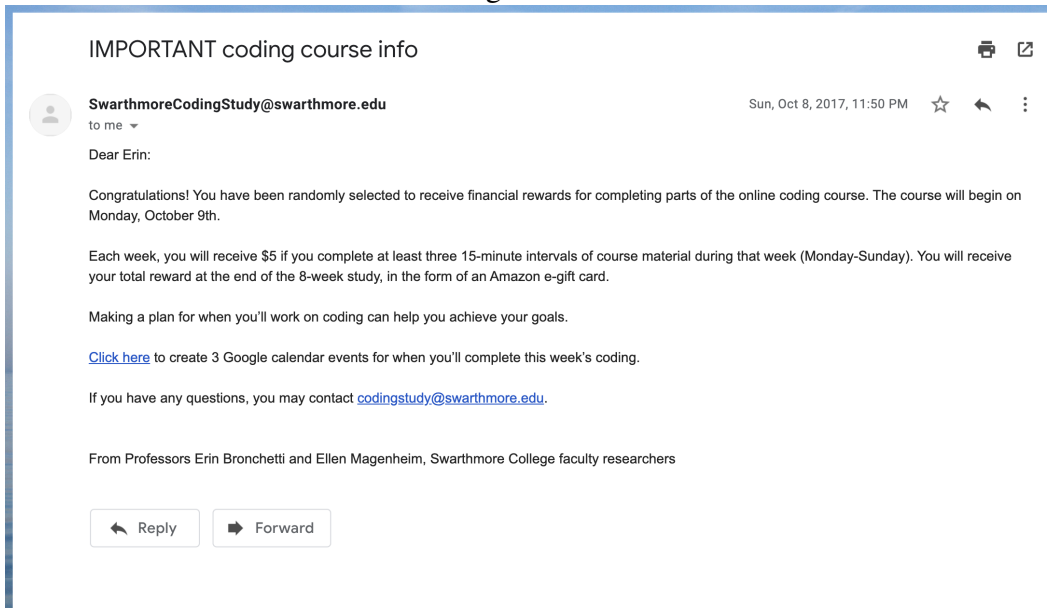 IMPORTANT coding course info
SwarthmoreCodingStudy@swarthmore.edu
Sun, Oct 8, 2017, 11:50 PM
to me
Dear Erin:
Congratulations! You have been randomly selected to receive financial rewards for completing parts of the online coding course. The course will begin on
Monday, October 9th.
Each week, you will receive $5 if you complete at least three 15-minute intervals of course material during that week (Monday-Sunday). You will receive
your total reward at the end of the 8-week study, in the form of an Amazon e-gift card.
Making a plan for when you'll work on coding can help you achieve your goals.
Click here to create 3 Google calendar events for when you'll complete this week's coding.
If you have any questions, you may contact codingstudy@swarthmore.edu.
From Professors Erin Bronchetti and Ellen Magenheim, Swarthmore College faculty researchers
Reply
Forward